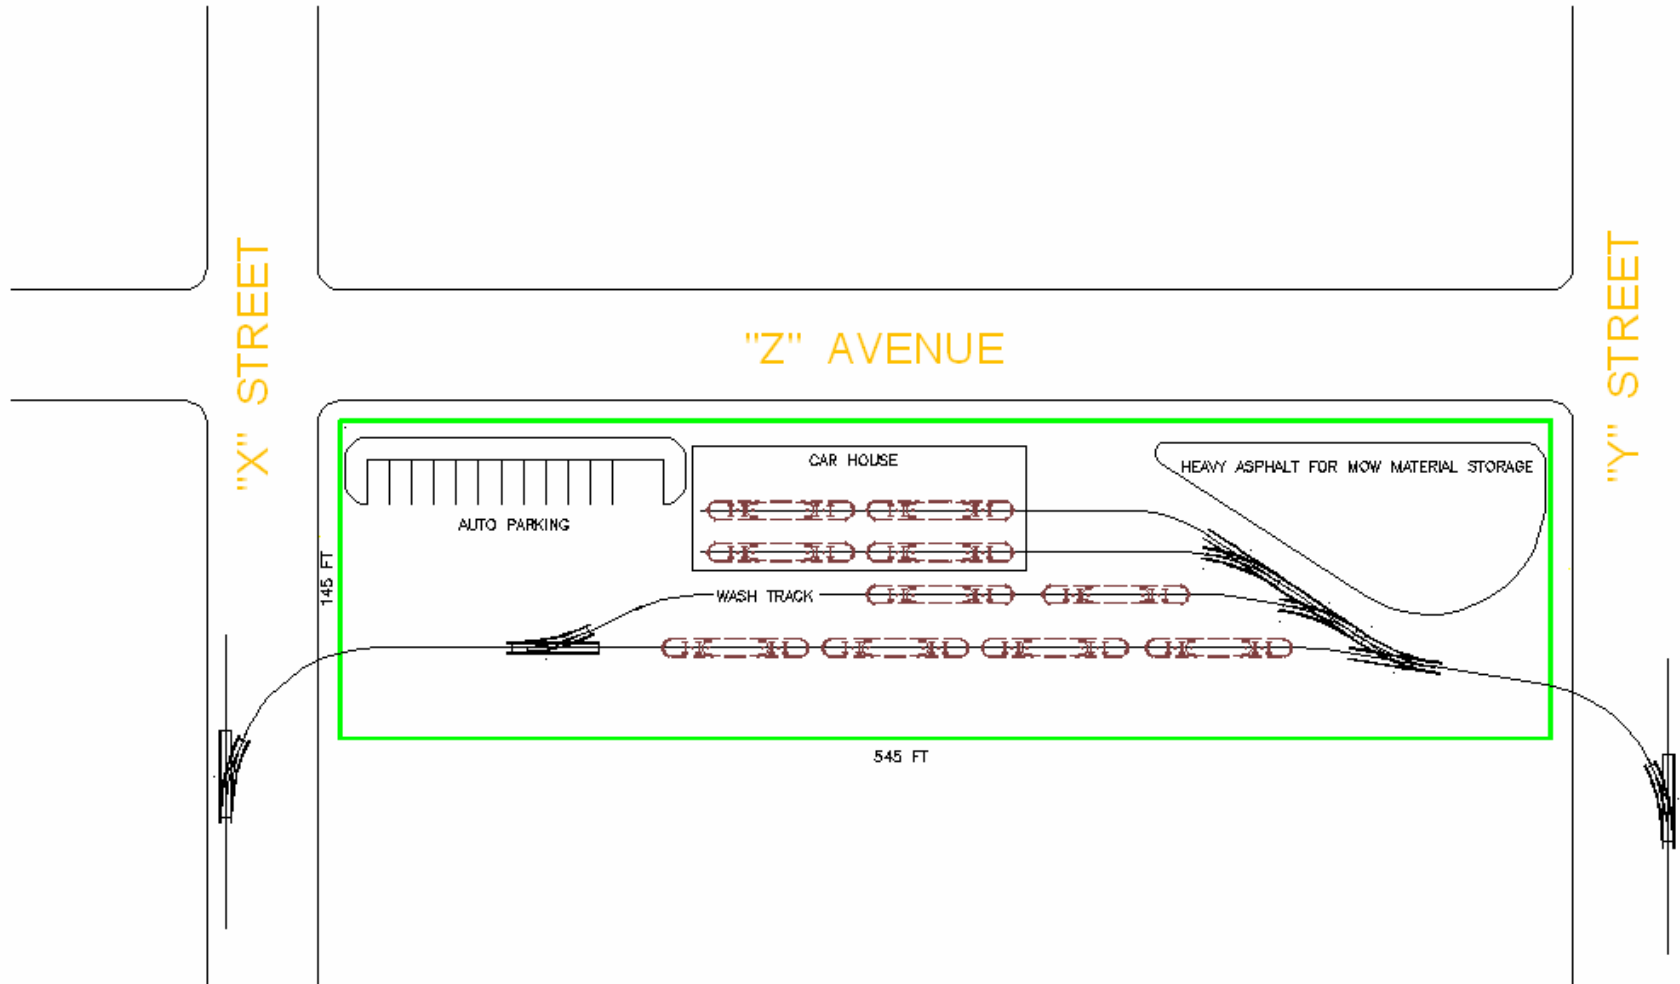 "X" STREET
"Z" AVENUE
"Y" STREET
CAR HOUSE
HEAVY ASPHALT FOR MOW MATERIAL STORAGE
AUTO PARKING
145 FT
WASH TRACK
545 FT